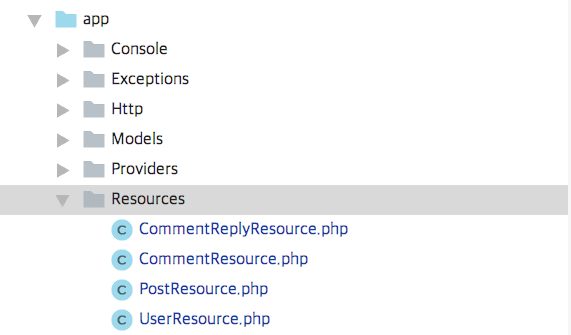 app
Console
Exceptions
Http
Models
Providers
Resources
C CommentReplyResource.php
C CommentResource.php
C PostResource.php
C UserResource.php